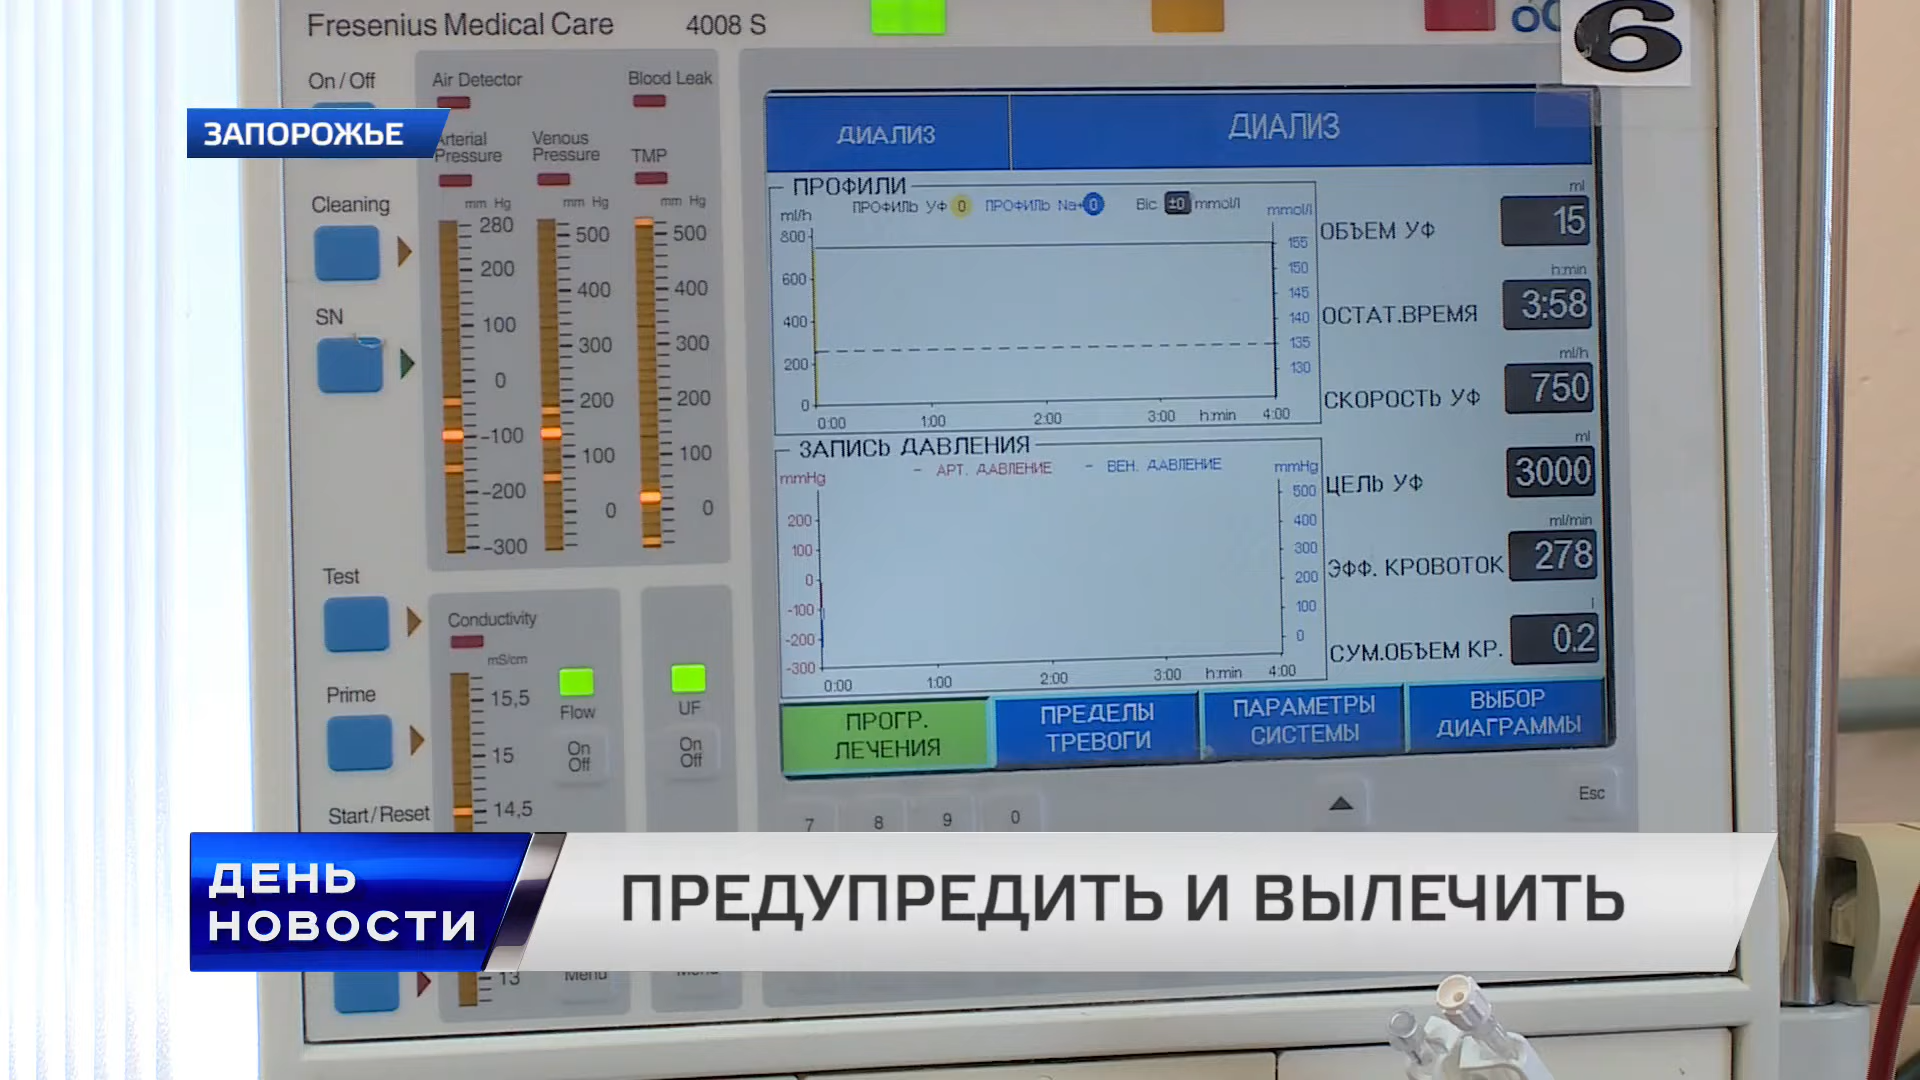 Fresenius Medical Care 4008 S
6
On / Off
Air Detector
Blood Leak
ЗАПОРОЖЬЕ
Arterial Pressure
Venous Pressure
TMP
Cleaning
SN
mm Hg
280
200
100
0
-100
-200
-300
mm Hg
500
400
300
200
100
0
mm Hg
500
400
300
200
100
0
Test
Prime
Start/Reset
Conductivity
mS/cm
15,5
15
14,5
13
Flow
On
Off
Menu
UF
On
Off
ДИАЛИЗ
ДИАЛИЗ
ПРОФИЛИ
ПРОФИЛЬ УФ 0 ПРОФИЛЬ Na+ 0 Bic ±0 mmol/l
ml/h
mmol/l
800
600
400
200
0
155
150
145
140
135
130
0:00 1:00 2:00 3:00 h:min 4:00
ЗАПИСЬ ДАВЛЕНИЯ
mmHg
- АРТ. ДАВЛЕНИЕ - ВЕН. ДАВЛЕНИЕ
mmHg
200
100
0
-100
-200
-300
500
400
300
200
100
0
0:00 1:00 2:00 3:00 h:min 4:00
ml
ОБЪЕМ УФ 15
h:min
ОСТАТ.ВРЕМЯ 3:58
ml/h
СКОРОСТЬ УФ 750
ml
ЦЕЛЬ УФ 3000
ml/min
ЭФФ. КРОВОТОК 278
l
СУМ.ОБЪЕМ КР. 0.2
ПРОГР.
ЛЕЧЕНИЯ
ПРЕДЕЛЫ
ТРЕВОГИ
ПАРАМЕТРЫ
СИСТЕМЫ
ВЫБОР
ДИАГРАММЫ
7 8 9 0
Esc
ДЕНЬ
НОВОСТИ
ПРЕДУПРЕДИТЬ И ВЫЛЕЧИТЬ